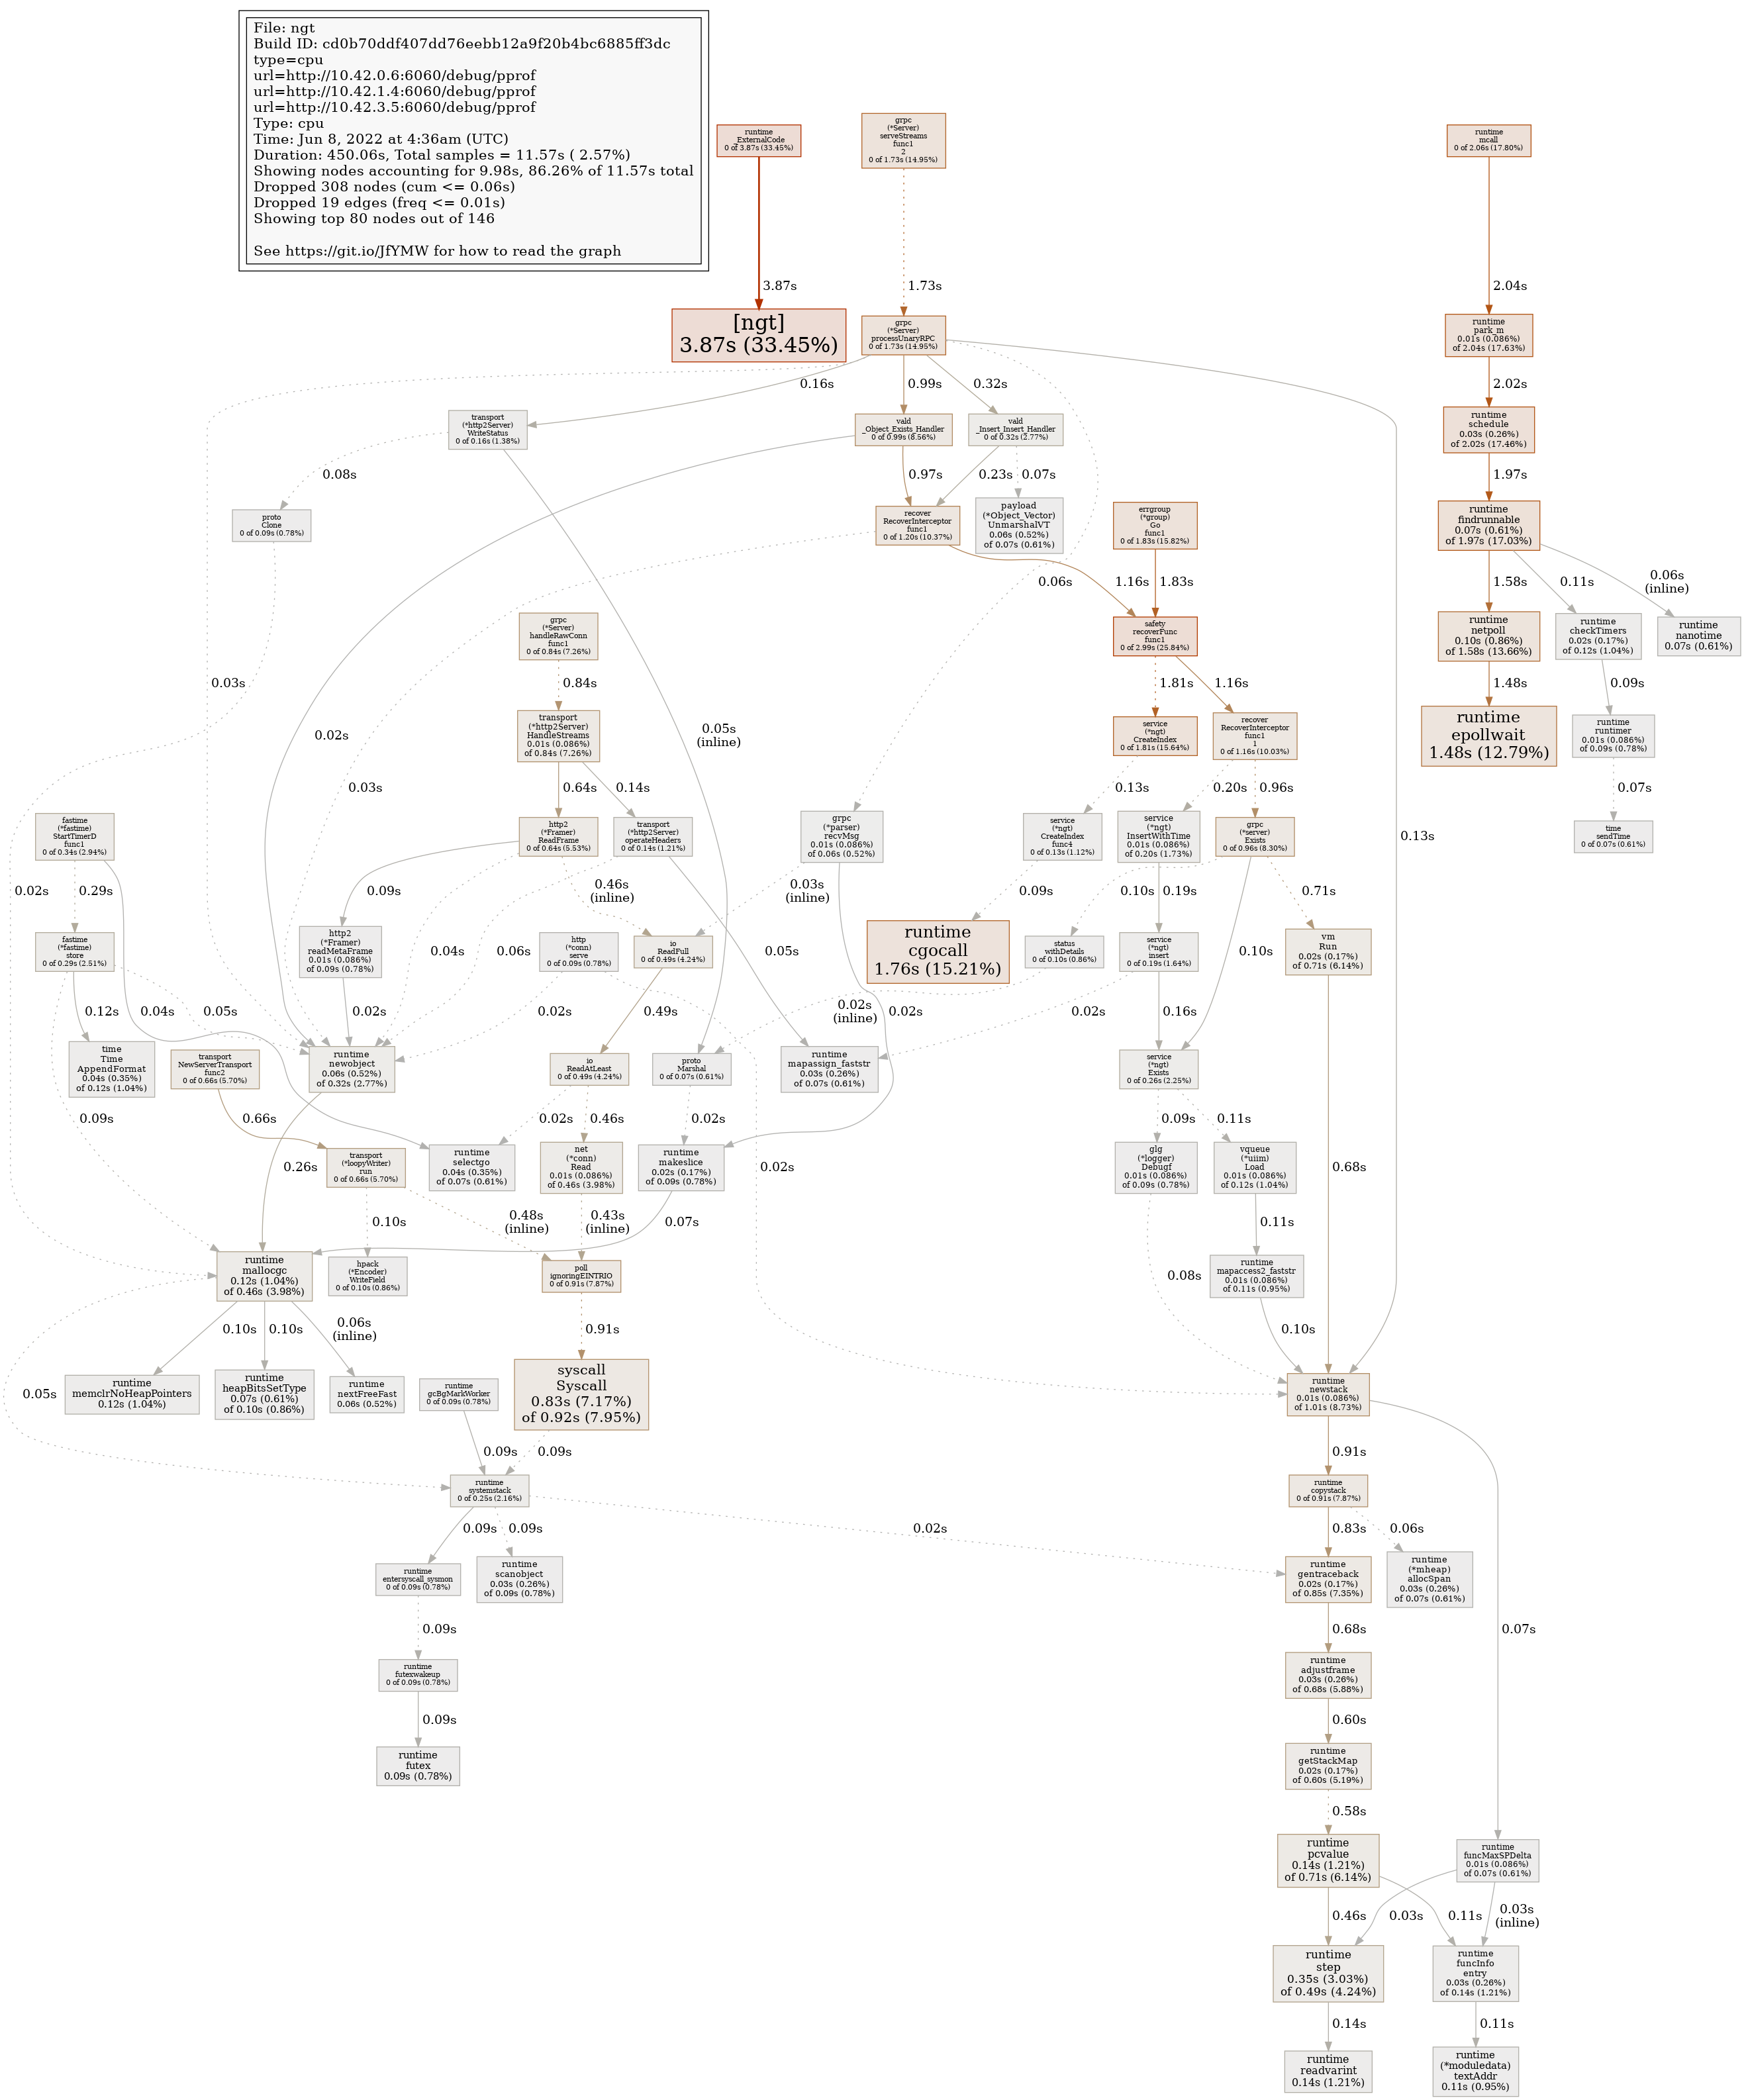 File: ngt
Build ID: cd0b70ddf407dd76eebb12a9f20b4bc6885ff3dc
type=cpu
url=http://10.42.0.6:6060/debug/pprof
url=http://10.42.1.4:6060/debug/pprof
url=http://10.42.3.5:6060/debug/pprof
Type: cpu
Time: Jun 8, 2022 at 4:36am (UTC)
Duration: 450.06s, Total samples = 11.57s ( 2.57%)
Showing nodes accounting for 9.98s, 86.26% of 11.57s total
Dropped 308 nodes (cum <= 0.06s)
Dropped 19 edges (freq <= 0.01s)
Showing top 80 nodes out of 146
See https://git.io/JfYMW for how to read the graph
runtime
_ExternalCode
0 of 3.87s (33.45%)
grpc
(*Server)
serveStreams
func1
2
0 of 1.73s (14.95%)
runtime
mcall
0 of 2.06s (17.80%)
3.87s
1.73s
2.04s
[ngt]
3.87s (33.45%)
grpc
(*Server)
processUnaryRPC
0 of 1.73s (14.95%)
runtime
park_m
0.01s (0.086%)
of 2.04s (17.63%)
0.16s
0.99s
0.32s
2.02s
transport
(*http2Server)
WriteStatus
0 of 0.16s (1.38%)
vald
_Object_Exists_Handler
0 of 0.99s (8.56%)
vald
_Insert_Insert_Handler
0 of 0.32s (2.77%)
runtime
schedule
0.03s (0.26%)
of 2.02s (17.46%)
0.08s
0.97s
0.23s
0.07s
1.97s
proto
Clone
0 of 0.09s (0.78%)
recover
RecoverInterceptor
func1
0 of 1.20s (10.37%)
payload
(*Object_Vector)
UnmarshalVT
0.06s (0.52%)
of 0.07s (0.61%)
errgroup
(*group)
Go
func1
0 of 1.83s (15.82%)
runtime
findrunnable
0.07s (0.61%)
of 1.97s (17.03%)
0.06s
1.16s
1.83s
1.58s
0.11s
0.06s
(inline)
grpc
(*Server)
handleRawConn
func1
0 of 0.84s (7.26%)
safety
recoverFunc
func1
0 of 2.99s (25.84%)
runtime
netpoll
0.10s (0.86%)
of 1.58s (13.66%)
runtime
checkTimers
0.02s (0.17%)
of 0.12s (1.04%)
runtime
nanotime
0.07s (0.61%)
0.03s
0.84s
1.81s
1.16s
1.48s
0.09s
transport
(*http2Server)
HandleStreams
0.01s (0.086%)
of 0.84s (7.26%)
service
(*ngt)
CreateIndex
0 of 1.81s (15.64%)
recover
RecoverInterceptor
func1
1
0 of 1.16s (10.03%)
runtime
epollwait
1.48s (12.79%)
runtime
runtimer
0.01s (0.086%)
of 0.09s (0.78%)
0.02s
0.05s
(inline)
0.03s
0.64s
0.14s
0.13s
0.20s
0.96s
0.07s
fastime
(*fastime)
StartTimerD
func1
0 of 0.34s (2.94%)
http2
(*Framer)
ReadFrame
0 of 0.64s (5.53%)
transport
(*http2Server)
operateHeaders
0 of 0.14s (1.21%)
grpc
(*parser)
recvMsg
0.01s (0.086%)
of 0.06s (0.52%)
service
(*ngt)
CreateIndex
func4
0 of 0.13s (1.12%)
service
(*ngt)
InsertWithTime
0.01s (0.086%)
of 0.20s (1.73%)
grpc
(*server)
Exists
0 of 0.96s (8.30%)
time
sendTime
0 of 0.07s (0.61%)
0.13s
0.02s
0.29s
0.09s
0.46s
(inline)
0.03s
(inline)
0.09s
0.10s
0.19s
0.71s
fastime
(*fastime)
store
0 of 0.29s (2.51%)
http2
(*Framer)
readMetaFrame
0.01s (0.086%)
of 0.09s (0.78%)
0.04s
0.06s
http
(*conn)
serve
0 of 0.09s (0.78%)
io
ReadFull
0 of 0.49s (4.24%)
0.05s
runtime
cgocall
1.76s (15.21%)
status
withDetails
0 of 0.10s (0.86%)
service
(*ngt)
insert
0 of 0.19s (1.64%)
0.10s
vm
Run
0.02s (0.17%)
of 0.71s (6.14%)
0.12s
0.04s
0.05s
0.02s
0.02s
0.49s
0.02s
(inline)
0.02s
0.02s
0.16s
time
Time
AppendFormat
0.04s (0.35%)
of 0.12s (1.04%)
transport
NewServerTransport
func2
0 of 0.66s (5.70%)
runtime
newobject
0.06s (0.52%)
of 0.32s (2.77%)
io
ReadAtLeast
0 of 0.49s (4.24%)
proto
Marshal
0 of 0.07s (0.61%)
runtime
mapassign_faststr
0.03s (0.26%)
of 0.07s (0.61%)
service
(*ngt)
Exists
0 of 0.26s (2.25%)
0.09s
0.66s
0.02s
0.46s
0.02s
0.09s
0.11s
transport
(*loopyWriter)
run
0 of 0.66s (5.70%)
0.26s
runtime
selectgo
0.04s (0.35%)
of 0.07s (0.61%)
net
(*conn)
Read
0.01s (0.086%)
of 0.46s (3.98%)
runtime
makeslice
0.02s (0.17%)
of 0.09s (0.78%)
0.02s
glg
(*logger)
Debugf
0.01s (0.086%)
of 0.09s (0.78%)
vqueue
(*uiim)
Load
0.01s (0.086%)
of 0.12s (1.04%)
0.68s
0.10s
0.48s
(inline)
0.43s
(inline)
0.07s
0.11s
runtime
mallocgc
0.12s (1.04%)
of 0.46s (3.98%)
hpack
(*Encoder)
WriteField
0 of 0.10s (0.86%)
poll
ignoringEINTRIO
0 of 0.91s (7.87%)
0.08s
runtime
mapaccess2_faststr
0.01s (0.086%)
of 0.11s (0.95%)
0.10s
0.10s
0.06s
(inline)
0.91s
0.10s
0.05s
runtime
memclrNoHeapPointers
0.12s (1.04%)
runtime
heapBitsSetType
0.07s (0.61%)
of 0.10s (0.86%)
runtime
nextFreeFast
0.06s (0.52%)
runtime
gcBgMarkWorker
0 of 0.09s (0.78%)
syscall
Syscall
0.83s (7.17%)
of 0.92s (7.95%)
runtime
newstack
0.01s (0.086%)
of 1.01s (8.73%)
0.09s
0.09s
0.91s
runtime
systemstack
0 of 0.25s (2.16%)
runtime
copystack
0 of 0.91s (7.87%)
0.09s
0.09s
0.02s
0.83s
0.06s
runtime
entersyscall_sysmon
0 of 0.09s (0.78%)
runtime
scanobject
0.03s (0.26%)
of 0.09s (0.78%)
runtime
gentraceback
0.02s (0.17%)
of 0.85s (7.35%)
runtime
(*mheap)
allocSpan
0.03s (0.26%)
of 0.07s (0.61%)
0.09s
0.68s
0.07s
runtime
futexwakeup
0 of 0.09s (0.78%)
runtime
adjustframe
0.03s (0.26%)
of 0.68s (5.88%)
0.09s
0.60s
runtime
futex
0.09s (0.78%)
runtime
getStackMap
0.02s (0.17%)
of 0.60s (5.19%)
0.58s
runtime
pcvalue
0.14s (1.21%)
of 0.71s (6.14%)
runtime
funcMaxSPDelta
0.01s (0.086%)
of 0.07s (0.61%)
0.46s
0.03s
0.11s
0.03s
(inline)
runtime
step
0.35s (3.03%)
of 0.49s (4.24%)
runtime
funcInfo
entry
0.03s (0.26%)
of 0.14s (1.21%)
0.14s
0.11s
runtime
readvarint
0.14s (1.21%)
runtime
(*moduledata)
textAddr
0.11s (0.95%)